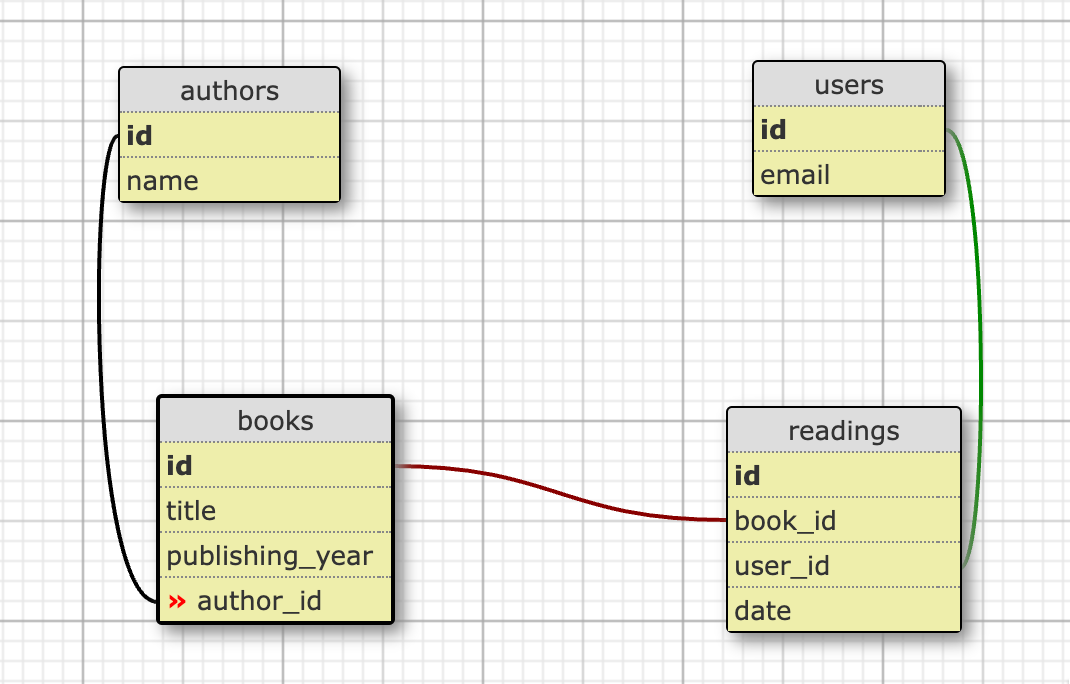 authors
id
name
users
id
email
books
id
title
publishing_year
» author_id
readings
id
book_id
user_id
date